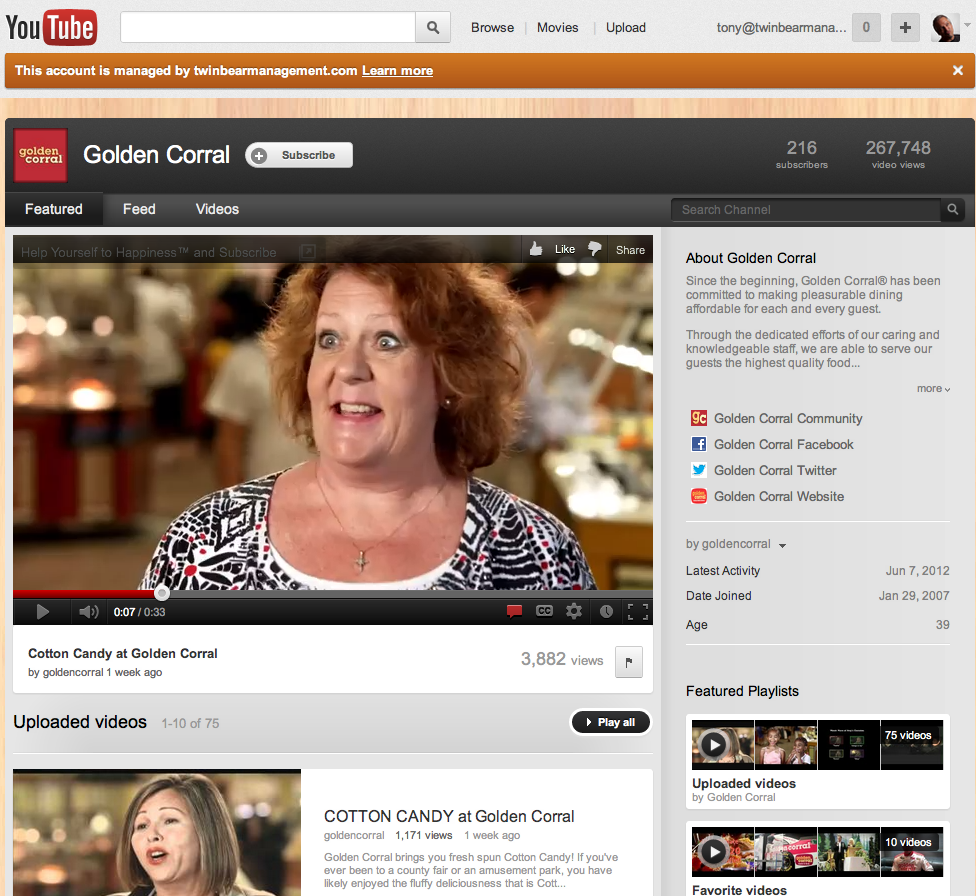 YouTube
Browse Movies Upload
tony@twinbearmana... 0
This account is managed by twinbearmanagement.com Learn more
golden corral
Golden Corral
Subscribe
216 subscribers
267,748 video views
Featured Feed Videos
Search Channel
Help Yourself to Happiness™ and Subscribe
Like Share
0:07 / 0:33
CC
Cotton Candy at Golden Corral
by goldencorral 1 week ago
3,882 views
Uploaded videos 1-10 of 75
Play all
COTTON CANDY at Golden Corral
goldencorral 1,171 views 1 week ago
Golden Corral brings you fresh spun Cotton Candy! If you've
ever been to a county fair or an amusement park, you have
likely enjoyed the fluffy deliciousness that is Cott...
About Golden Corral
Since the beginning, Golden Corral® has been
committed to making pleasurable dining
affordable for each and every guest.
Through the dedicated efforts of our caring and
knowledgeable staff, we are able to serve our
guests the highest quality food...
more
gc Golden Corral Community
Golden Corral Facebook
Golden Corral Twitter
Golden Corral Website
by goldencorral
Latest Activity Jun 7, 2012
Date Joined Jan 29, 2007
Age 39
Featured Playlists
75 videos
Uploaded videos
by Golden Corral
10 videos
Favorite videos